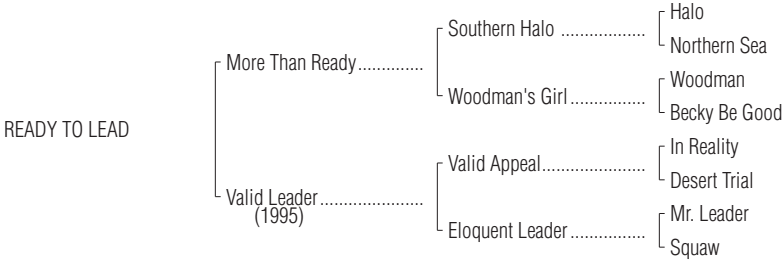 Halo
Southern Halo ..................
Northern Sea
More Than Ready..............
Woodman
Woodman's Girl ................
Becky Be Good
READY TO LEAD
In Reality
Valid Appeal......................
Desert Trial
Valid Leader ......................
(1995)
Mr. Leader
Eloquent Leader ................
Squaw